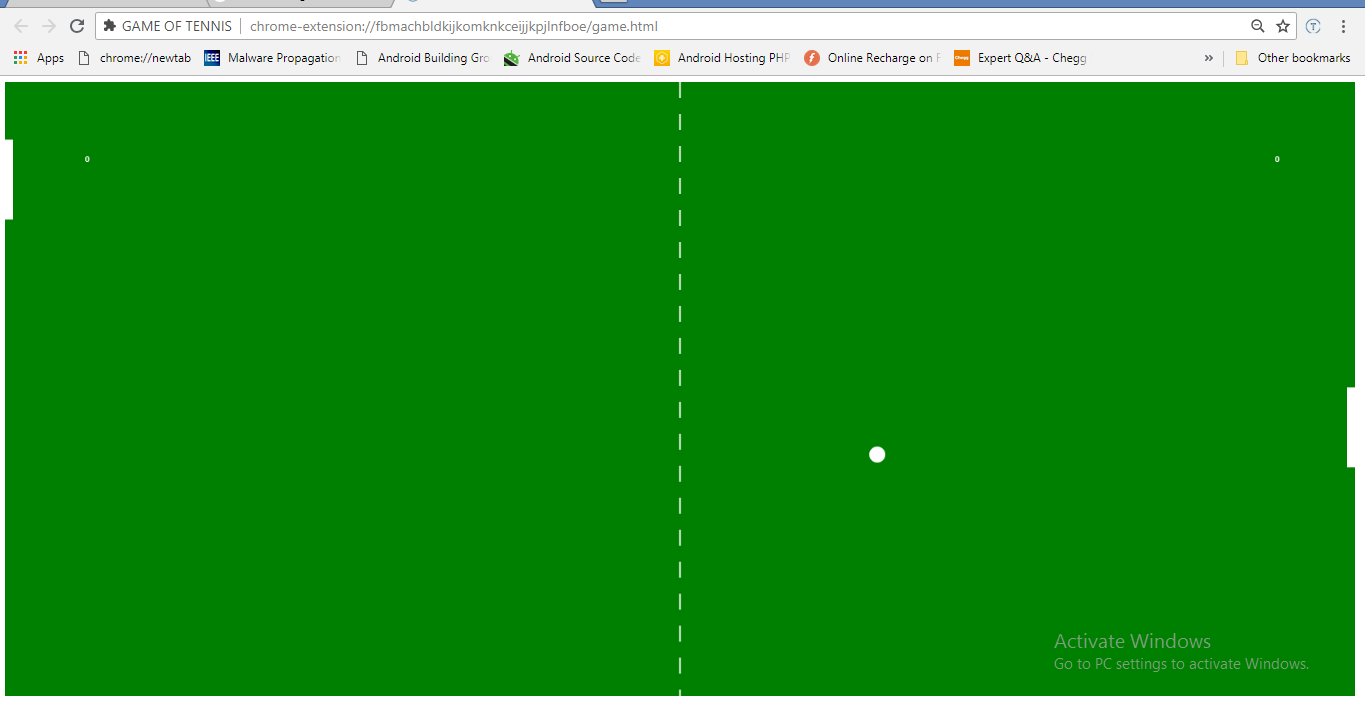 GAME OF TENNIS chrome-extension://fbmachbldkijkomknkceijjkpjlnfboe/game.html
Apps chrome://newtab IEEE Malware Propagation Android Building Gro Android Source Code Android Hosting PHP Online Recharge on F Expert Q&A - Chegg » Other bookmarks
0 0
Activate Windows
Go to PC settings to activate Windows.